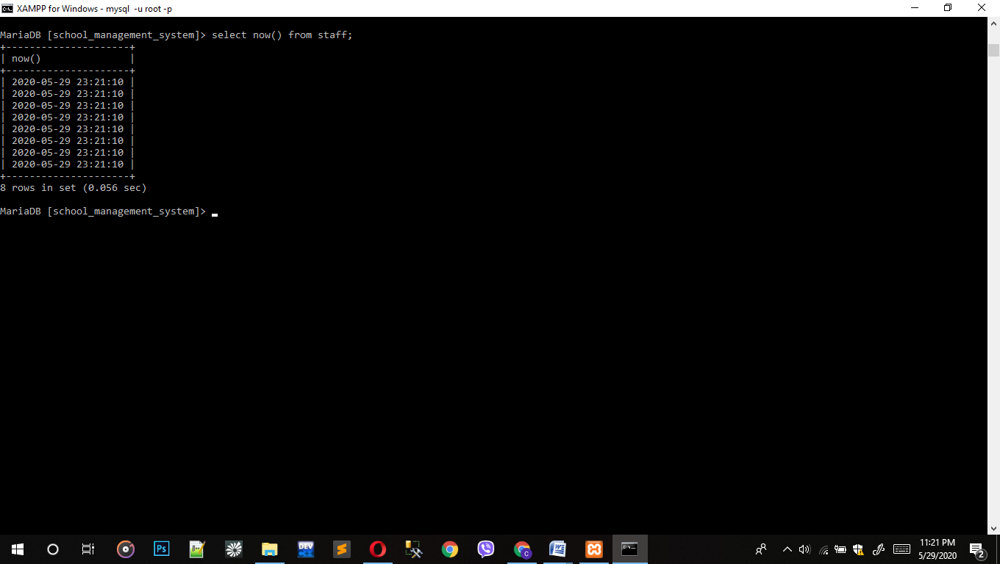 XAMPP for Windows - mysql  -u root -p
MariaDB [school_management_system]> select now() from staff;
+---------------------+
| now()               |
+---------------------+
| 2020-05-29 23:21:10 |
| 2020-05-29 23:21:10 |
| 2020-05-29 23:21:10 |
| 2020-05-29 23:21:10 |
| 2020-05-29 23:21:10 |
| 2020-05-29 23:21:10 |
| 2020-05-29 23:21:10 |
| 2020-05-29 23:21:10 |
+---------------------+
8 rows in set (0.056 sec)
MariaDB [school_management_system]>
Ps
DEV
C
W
11:21 PM
5/29/2020
2